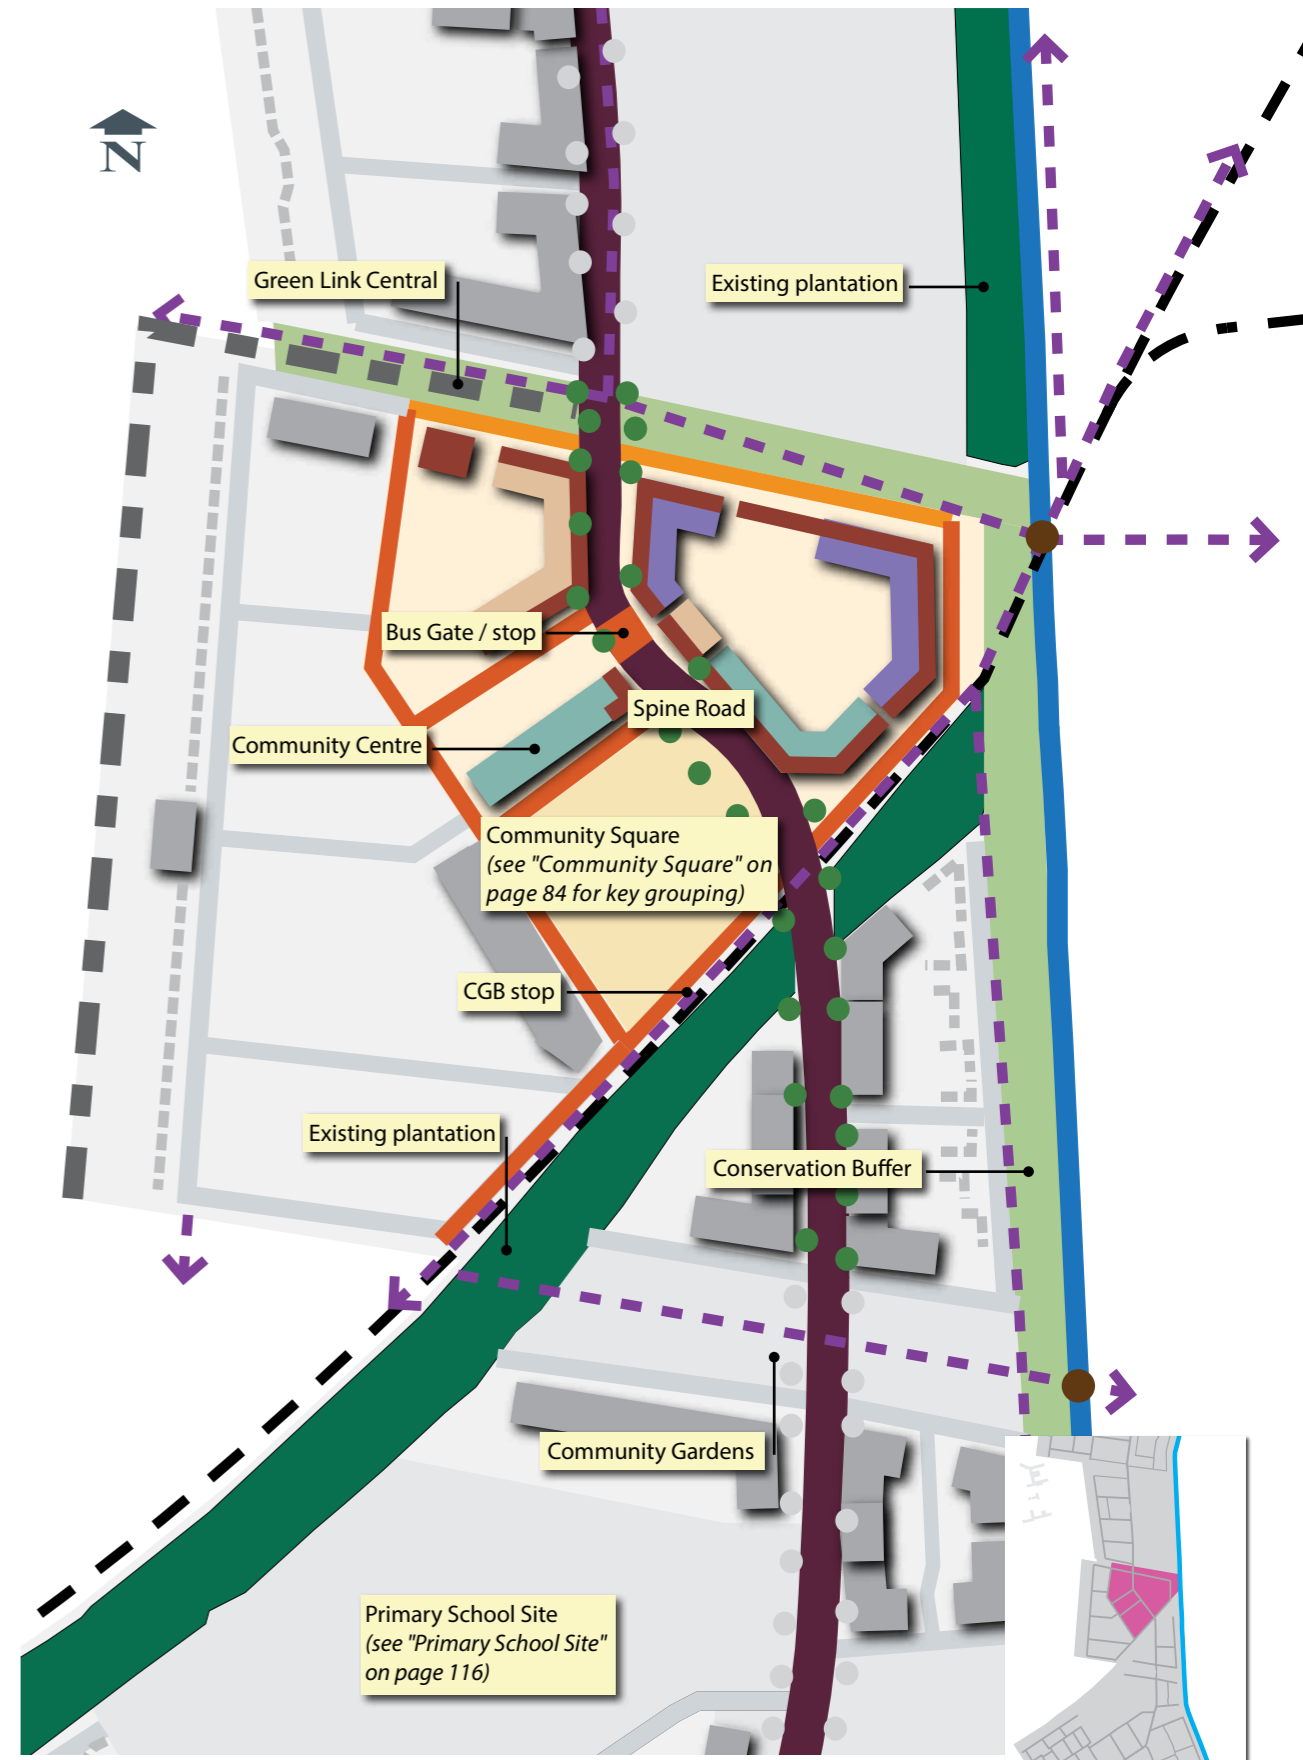 N
Green Link Central
Existing plantation
Bus Gate / stop
Spine Road
Community Centre
Community Square
(see "Community Square" on
page 84 for key grouping)
CGB stop
Existing plantation
Conservation Buffer
Community Gardens
Primary School Site
(see "Primary School Site"
on page 116)